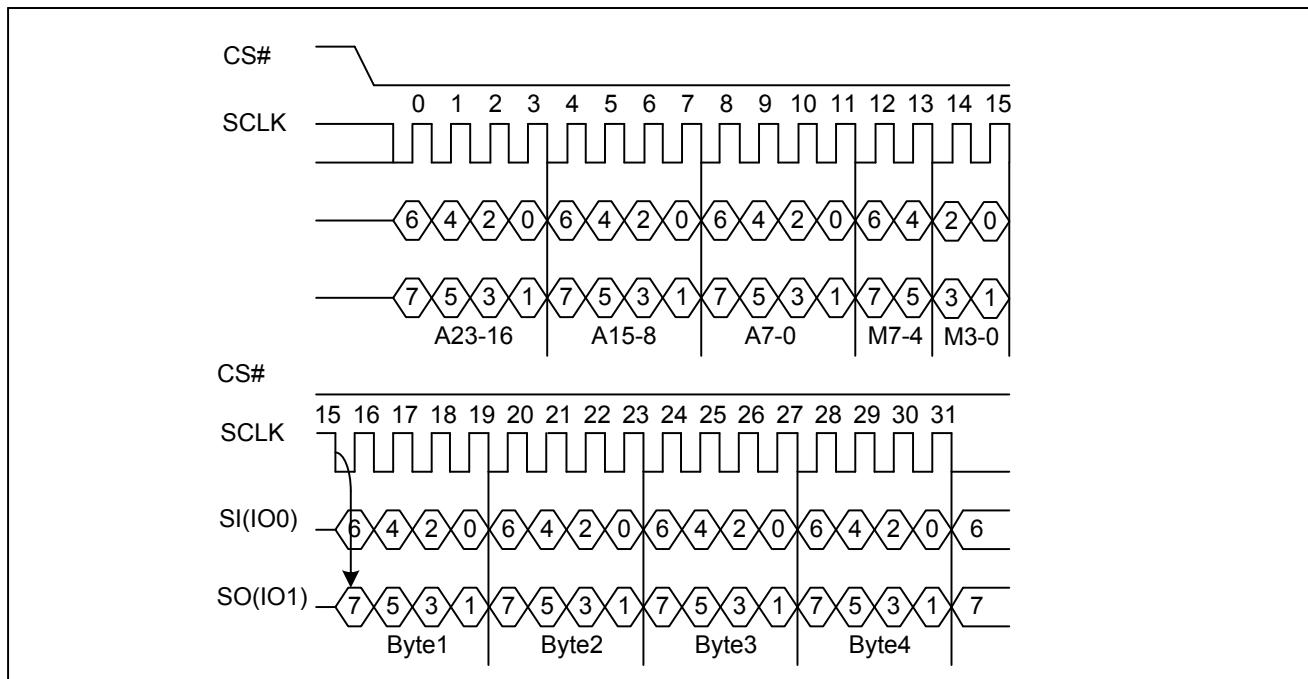 CS#
0 1 2 3 4 5 6 7 8 9 10 11 12 13 14 15
SCLK
6 4 2 0 6 4 2 0 6 4 2 0 6 4 2 0
7 5 3 1 7 5 3 1 7 5 3 1 7 5 3 1
A23-16 A15-8 A7-0 M7-4 M3-0
CS#
15 16 17 18 19 20 21 22 23 24 25 26 27 28 29 30 31
SCLK
SI(IO0) 6 4 2 0 6 4 2 0 6 4 2 0 6 4 2 0 6
SO(IO1) 7 5 3 1 7 5 3 1 7 5 3 1 7 5 3 1 7
Byte1 Byte2 Byte3 Byte4